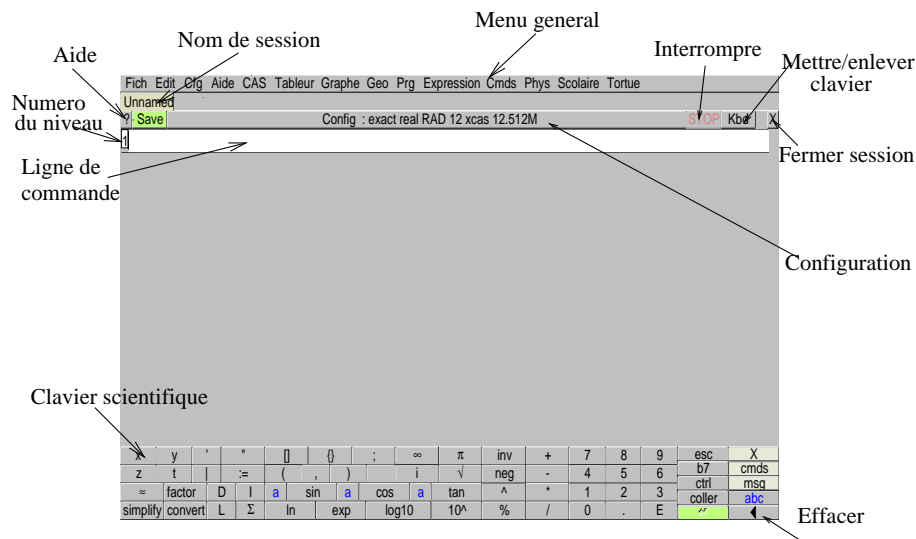 Menu general
Nom de session
Interrompre
Aide
Mettre/enlever
clavier
Fich Edit Cfg Aide CAS Tableur Graphe Geo Prg Expression Cmds Phys Scolaire Tortue
Unnamed
Numero
du niveau
? Save Config : exact real RAD 12 xcas 12.512M STOP Kbd X
1
Fermer session
Ligne de
commande
Configuration
Clavier scientifique
x y ' " [] {} ; ∞ π inv + 7 8 9 esc X
z t | := ( , ) i √ neg - 4 5 6 b7 cmds
ctrl msg
≈ factor D I a sin a cos a tan ^ * 1 2 3 coller abc
simplify convert L Σ ln exp log10 10^ % / 0 . E
Effacer